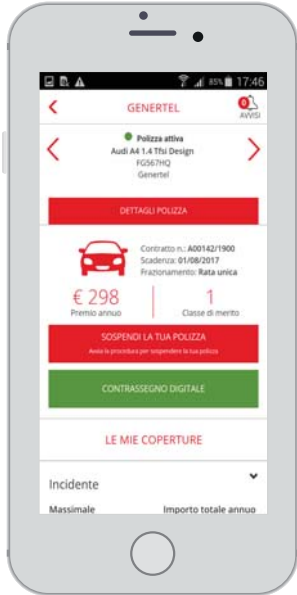 85% 17:46
GENERTEL
0
AVVISI
Polizza attiva
Audi A4 1.4 Tfsi Design
FG567HQ
Genertel
DETTAGLI POLIZZA
Contratto n.: A00142/1900
Scadenza: 01/08/2017
Frazionamento: Rata unica
€ 298
Premio annuo
1
Classe di merito
SOSPENDI LA TUA POLIZZA
Avvia la procedura per sospendere la tua polizza
CONTRASSEGNO DIGITALE
LE MIE COPERTURE
Incidente
Massimale Importo totale annuo